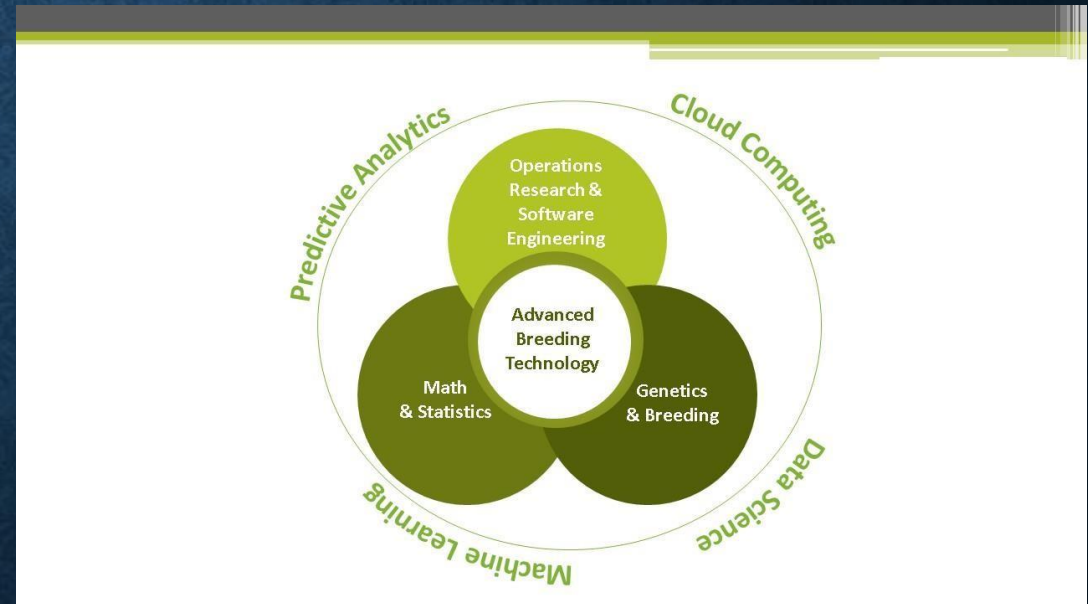 Predictive Analytics
Cloud Computing
Operations
Research &
Software
Engineering
Advanced
Breeding
Technology
Math
& Statistics
Genetics
& Breeding
Machine Learning
Data Science